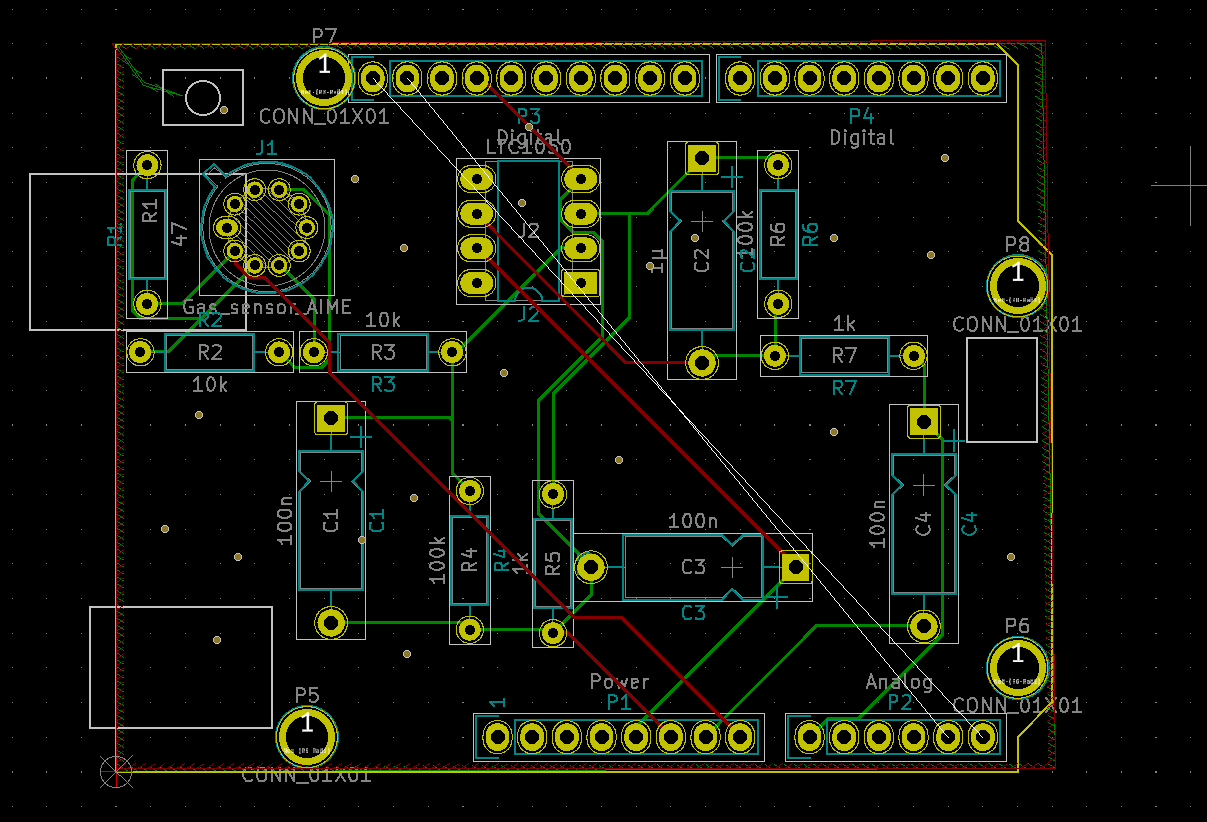 P7
1
CONN_01X01
P3
Digital
LTC1050
P4
Digital
J1
R1
R1
47
J2
J2
1µ
C2
C2
100k
R6
R6
P8
1
CONN_01X01
Gas_sensor_AIME
R2
R2
10k
10k
R3
R3
1k
R7
R7
100n
C1
C1
100k
R4
R4
1k
R5
100n
C3
C3
100n
C4
C4
P5
1
CONN_01X01
Power
P1
1
Analog
P2
P6
1
CONN_01X01